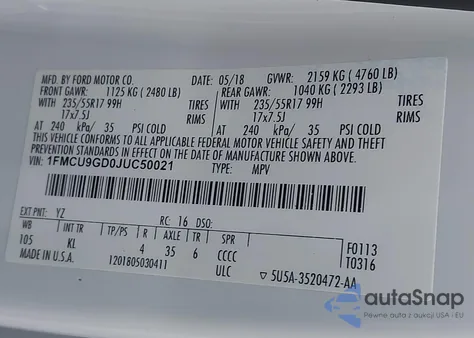 MFD. BY FORD MOTOR CO. DATE: 05/18 GVWR: 2159 KG ( 4760 LB)
FRONT GAWR: 1125 KG ( 2480 LB) REAR GAWR: 1040 KG ( 2293 LB)
WITH 235/55R17 99H TIRES WITH 235/55R17 99H TIRES
17x7.5J RIMS 17x7.5J RIMS
AT 240 kPa/ 35 PSI COLD AT 240 kPa/ 35 PSI COLD
THIS VEHICLE CONFORMS TO ALL APPLICABLE FEDERAL MOTOR VEHICLE SAFETY AND THEFT
PREVENTION STANDARDS IN EFFECT ON THE DATE OF MANUFACTURE SHOWN ABOVE.
VIN: 1FMCU9GD0JUC50021 TYPE: MPV
EXT PNT: YZ RC: 16 DSO:
WB INT TR TP/PS R AXLE TR SPR F0113
105 KL 4 35 6 CCCC T0316
MADE IN U.S.A. 1201805030411 ULC ▽ 5U5A-3520472-AA
autoSnap
Pewne auto z USA - EU